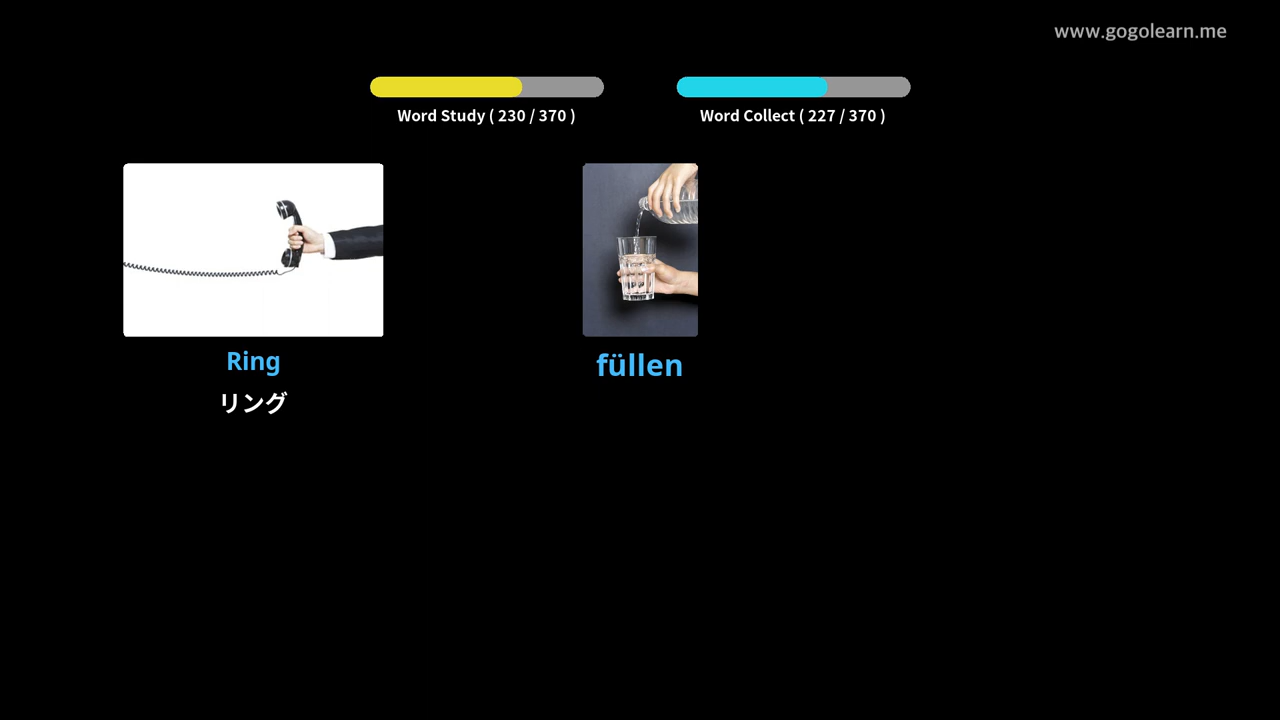 www.gogolearn.me
Word Study ( 230 / 370 )
Word Collect ( 227 / 370 )
Ring
リング
füllen